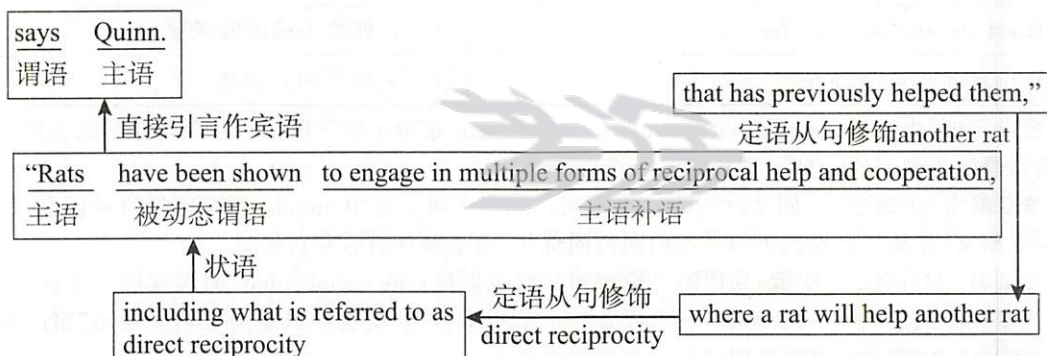 says Quinn.
谓语 主语
直接引言作宾语
that has previously helped them,”
定语从句修饰another rat
“Rats have been shown to engage in multiple forms of reciprocal help and cooperation,
主语 被动态谓语 主语补语
状语
including what is referred to as
direct reciprocity
定语从句修饰
direct reciprocity
where a rat will help another rat